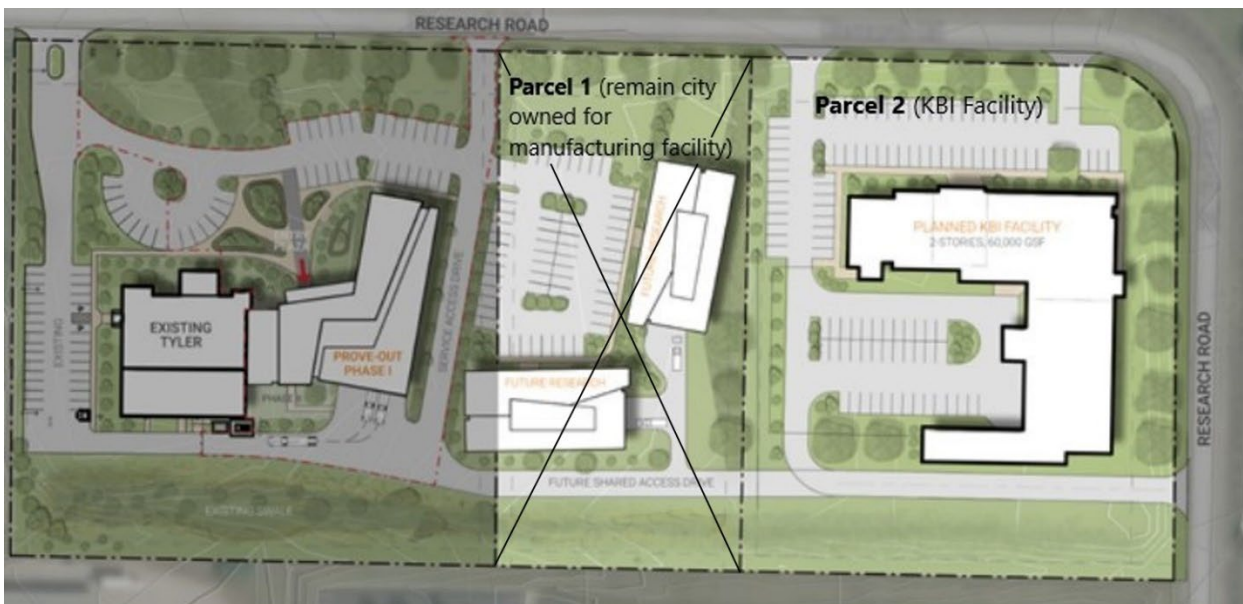 RESEARCH ROAD
Parcel 1 (remain city
owned for
manufacturing facility)
Parcel 2 (KBI Facility)
FUTURE RESEARCH
PLANNED KBI FACILITY
2-STORIES, 60,000 GSF
EXISTING
EXISTING
TYLER
PROVE-OUT
PHASE I
SERVICE ACCESS DRIVE
RESEARCH ROAD
PHASE II
FUTURE RESEARCH
FUTURE SHARED ACCESS DRIVE
EXISTING SWALE